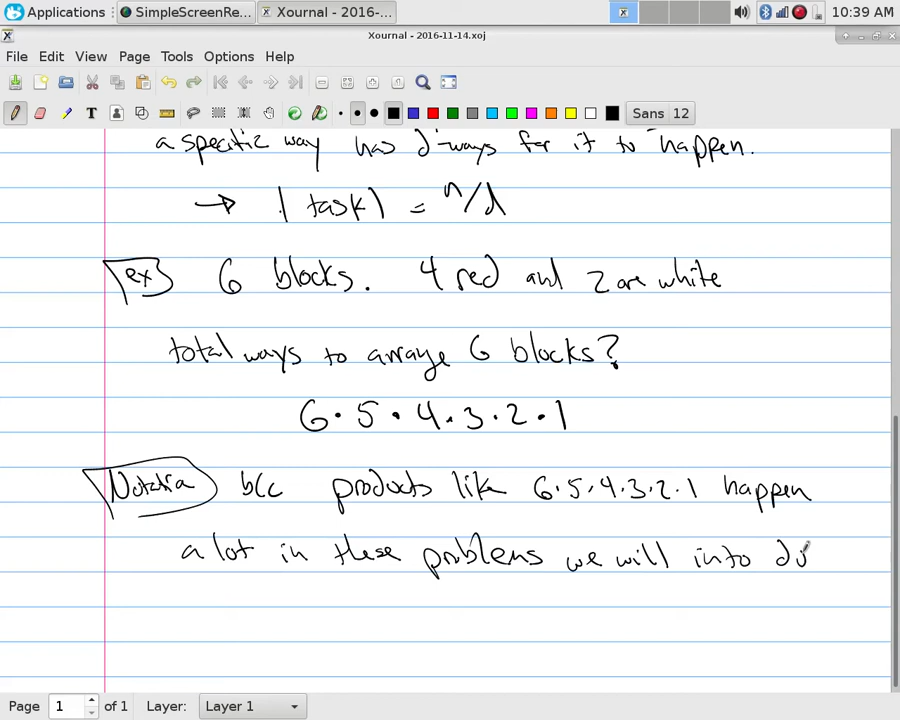 Applications SimpleScreenRe... Xournal - 2016-... 10:39 AM
Xournal - 2016-11-14.xoj
File Edit View Page Tools Options Help
Sans 12
a specific way has d-ways for it to happen.
→ |task| = n/d
ex 6 blocks. 4 red and 2 are white
total ways to arrage 6 blocks?
6·5·4·3·2·1
b/c products like 6·5·4·3·2·1 happen
a lot in these problems we will into
Page 1 of 1 Layer: Layer 1